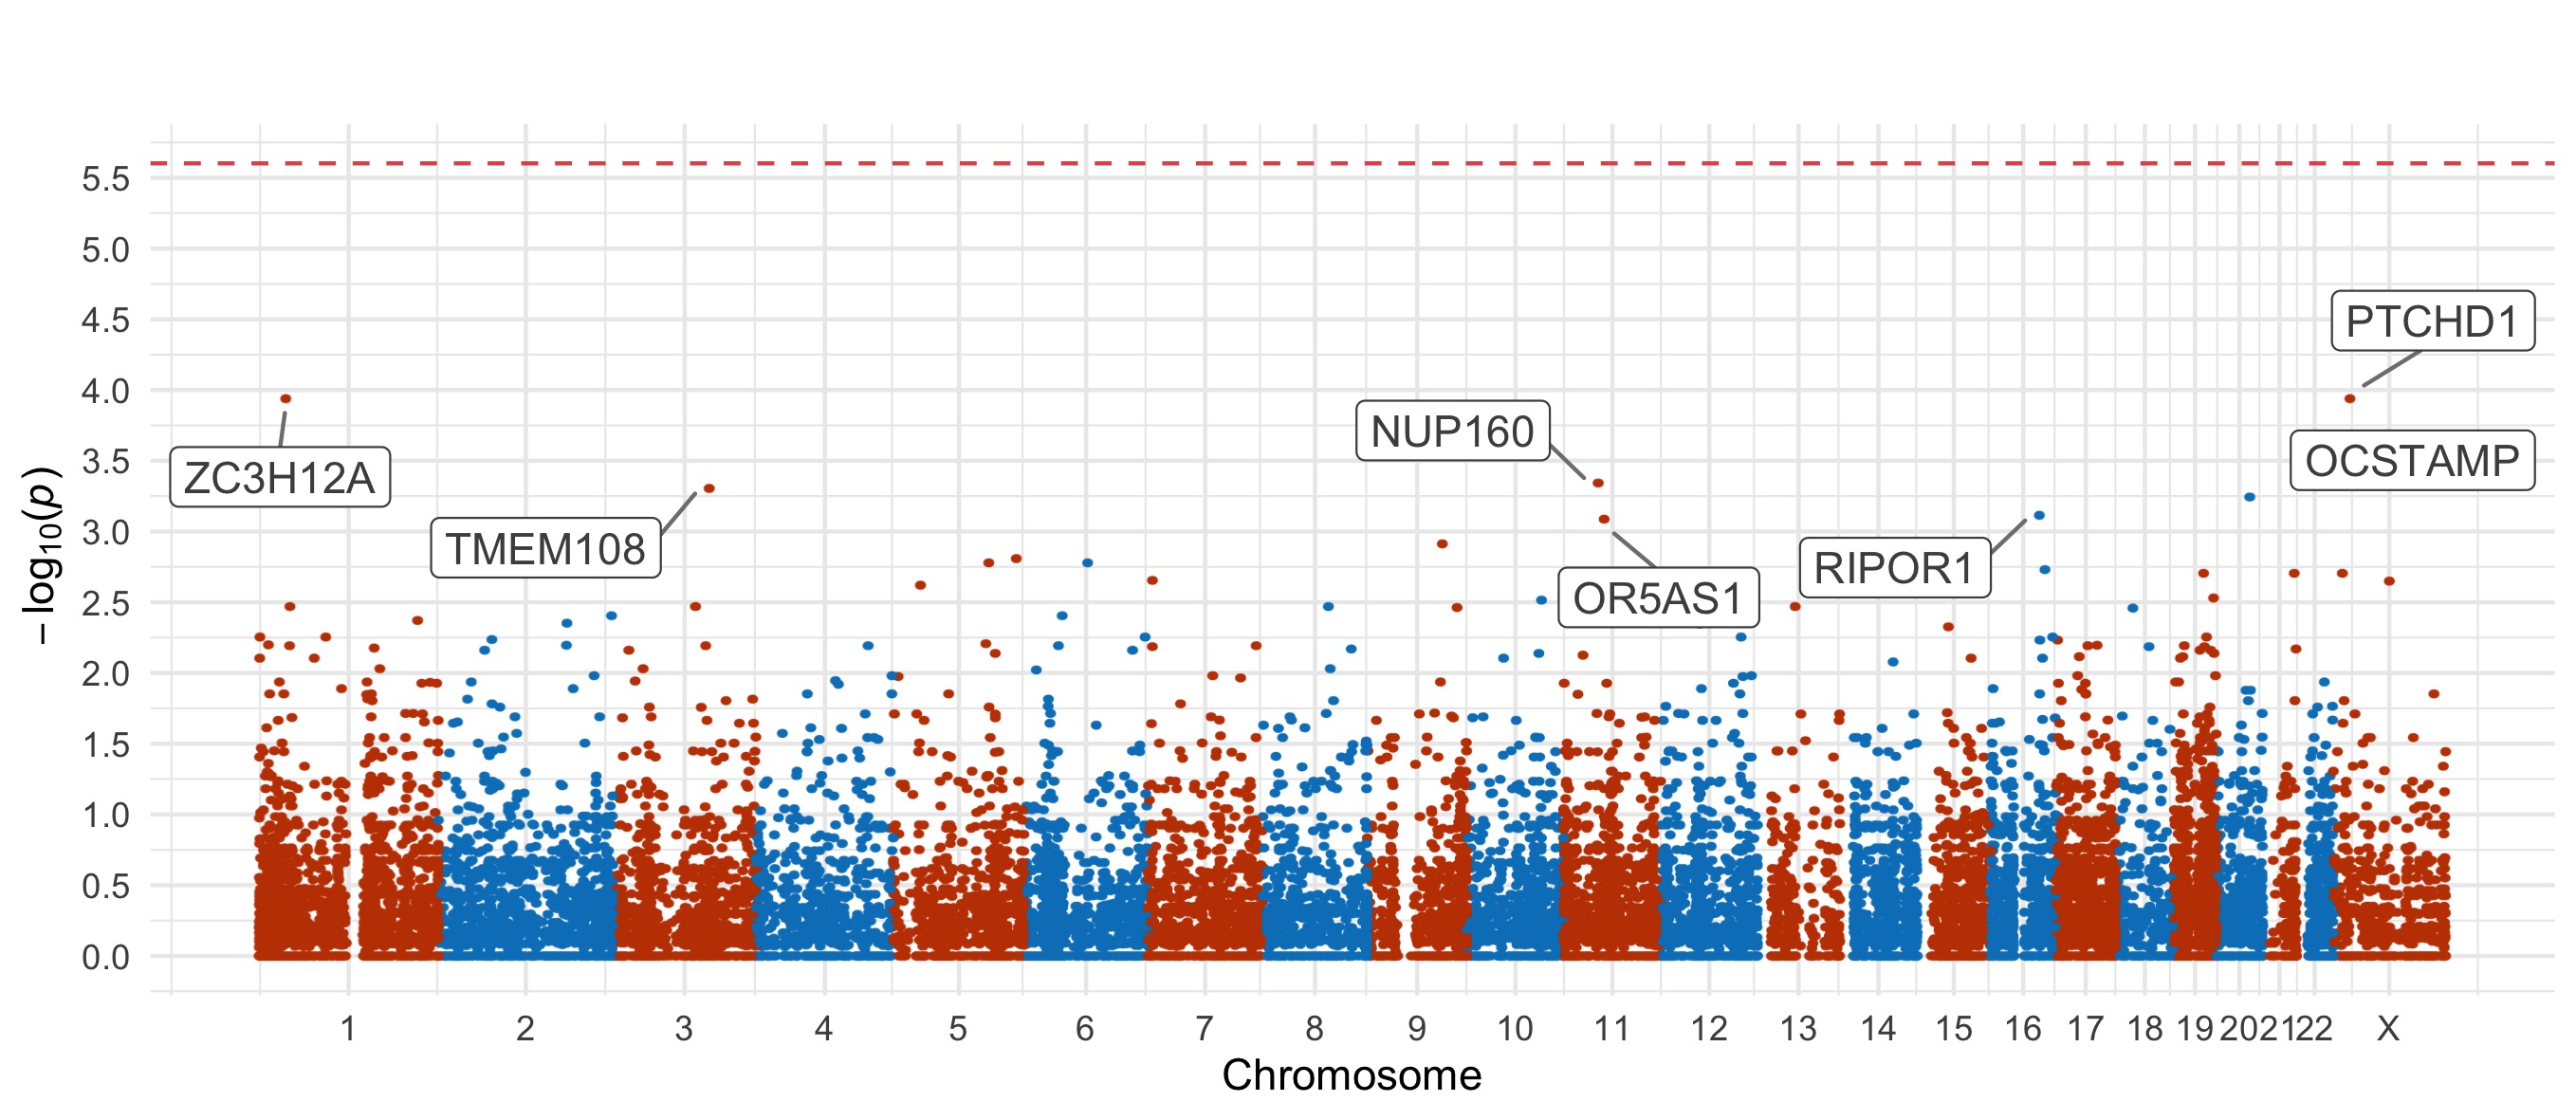 5.5
5.0
4.5
4.0
3.5
3.0
2.5
2.0
1.5
1.0
0.5
0.0
−log10(p)
PTCHD1
NUP160
OCSTAMP
ZC3H12A
TMEM108
RIPOR1
OR5AS1
1 2 3 4 5 6 7 8 9 10 11 12 13 14 15 16 17 18 19 20 21 22 X
Chromosome